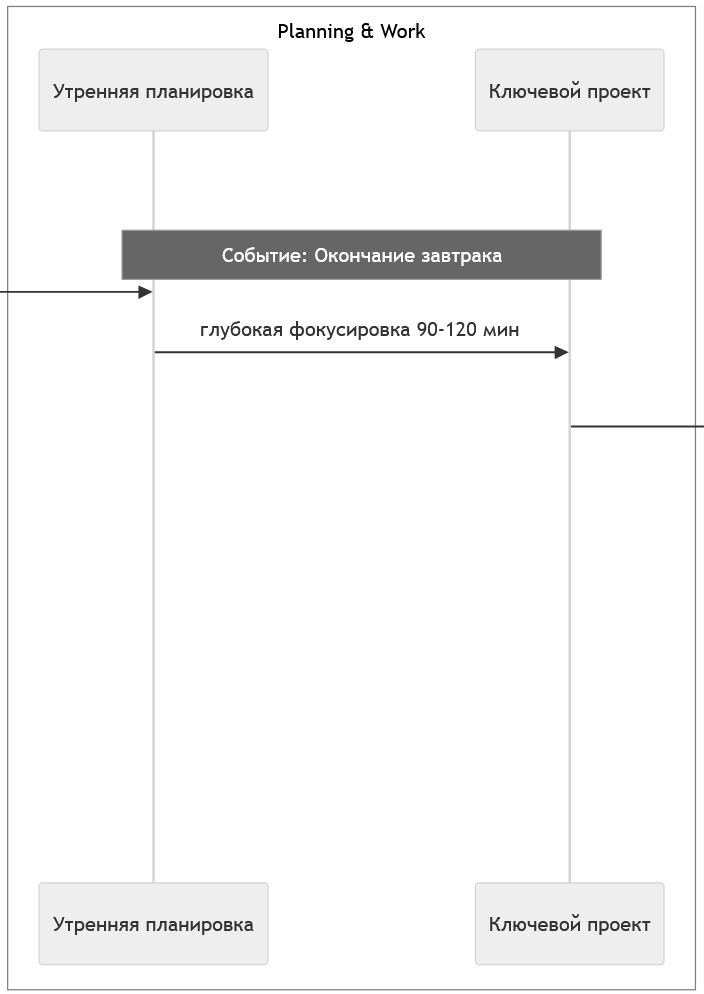 Planning & Work
Утренняя планировка
Ключевой проект
Событие: Окончание завтрака
глубокая фокусировка 90-120 мин
Утренняя планировка
Ключевой проект